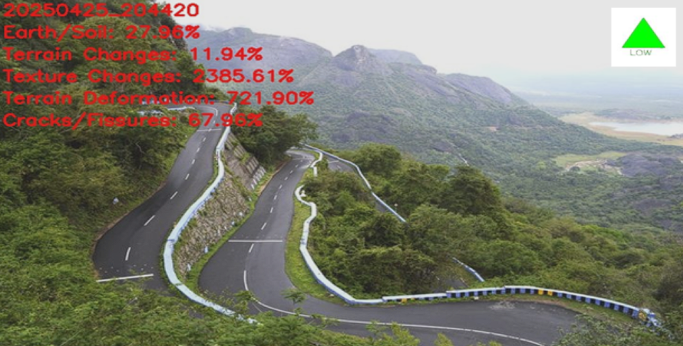 20250425_204420
Earth/Soil: 27.96%
Terrain Changes: 11.94%
Texture Changes: 2385.61%
Terrain Deformation: 721.90%
Cracks/Fissures: 67.98%
LOW